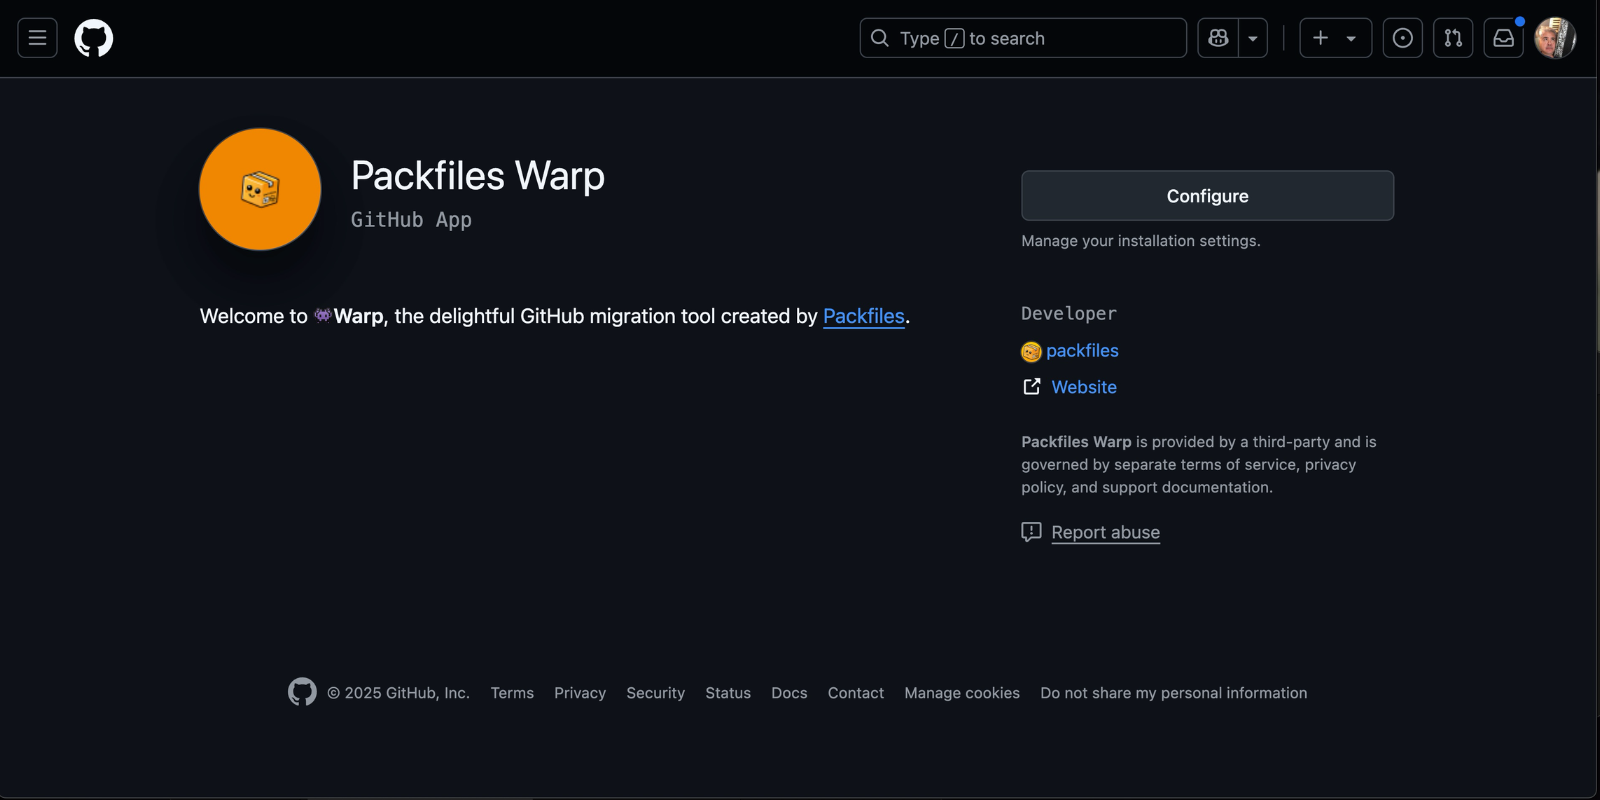 Type / to search
Packfiles Warp
GitHub App
Configure
Manage your installation settings.
Welcome to 👾Warp, the delightful GitHub migration tool created by Packfiles.
Developer
packfiles
Website
Packfiles Warp is provided by a third-party and is
governed by separate terms of service, privacy
policy, and support documentation.
Report abuse
© 2025 GitHub, Inc. Terms Privacy Security Status Docs Contact Manage cookies Do not share my personal information